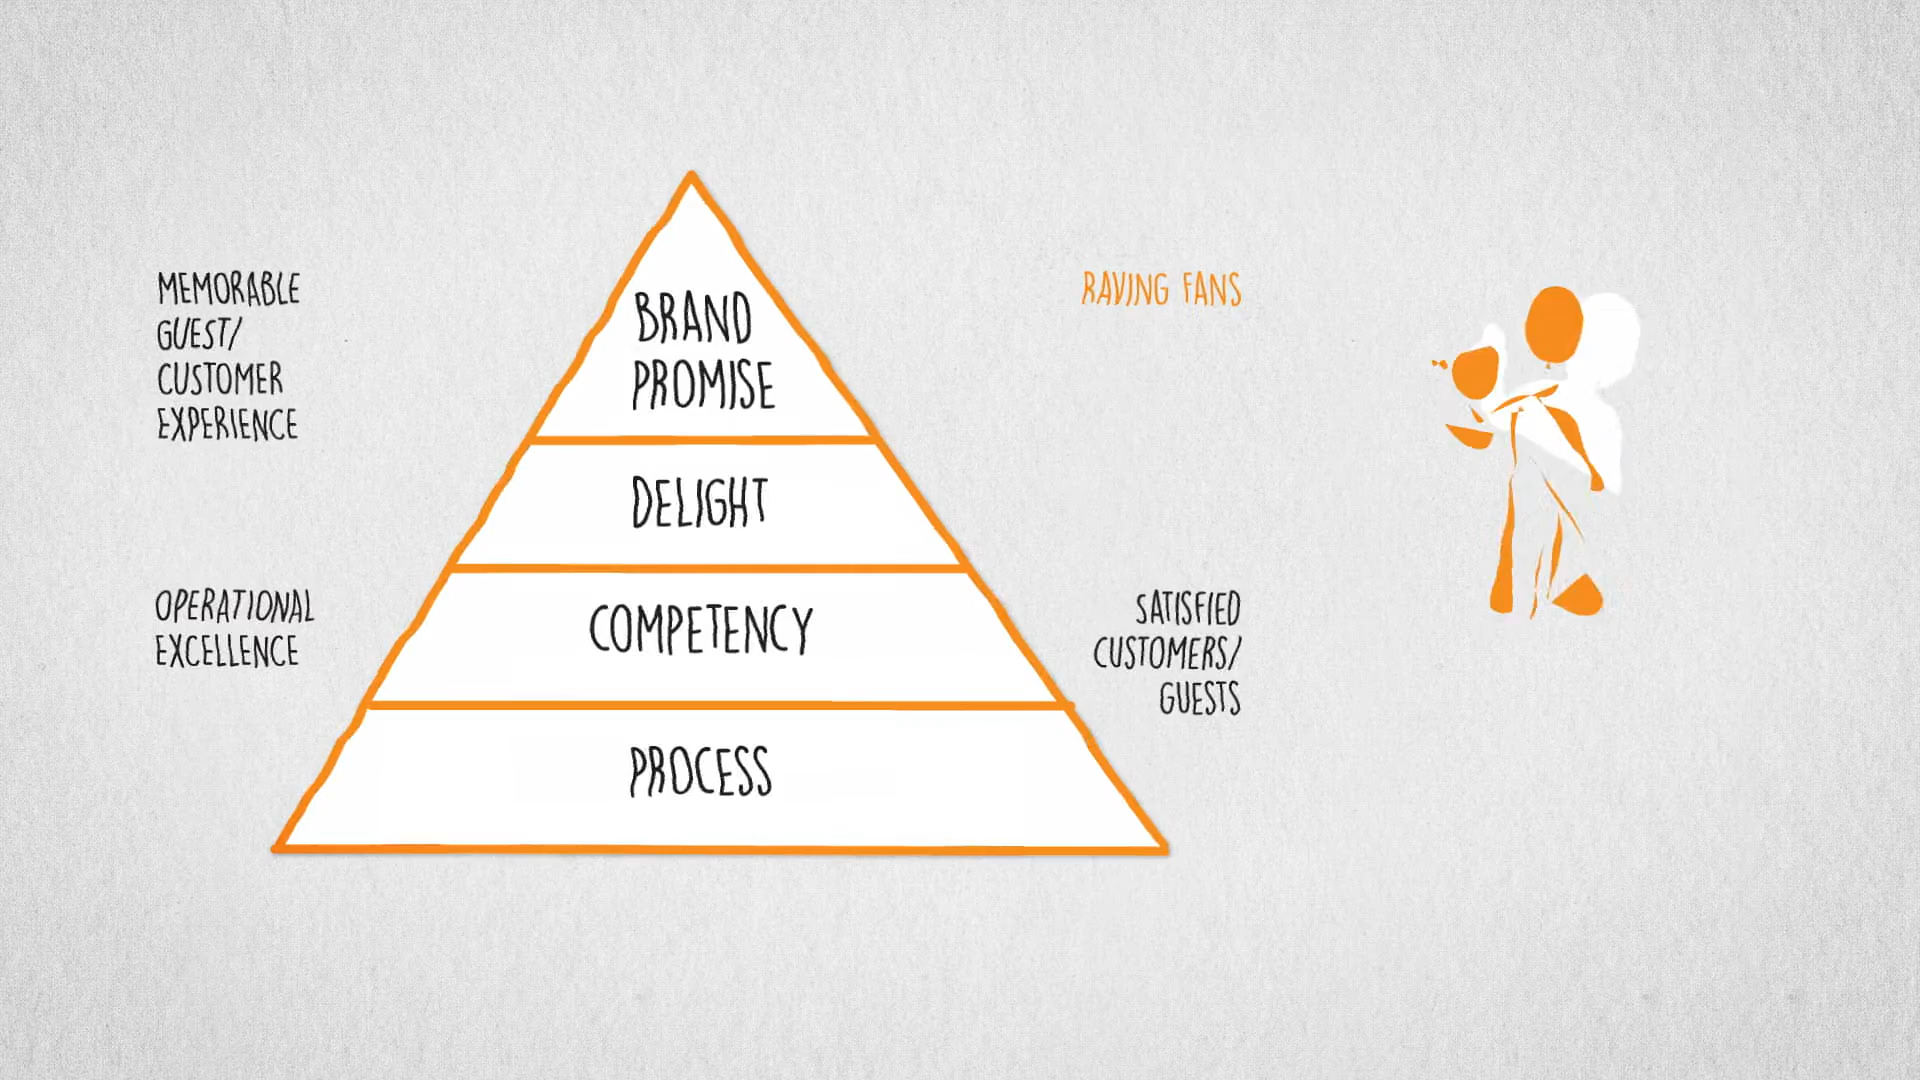 MEMORABLE
GUEST/
CUSTOMER
EXPERIENCE
OPERATIONAL
EXCELLENCE
BRAND
PROMISE
DELIGHT
COMPETENCY
PROCESS
RAVING FANS
SATISFIED
CUSTOMERS/
GUESTS